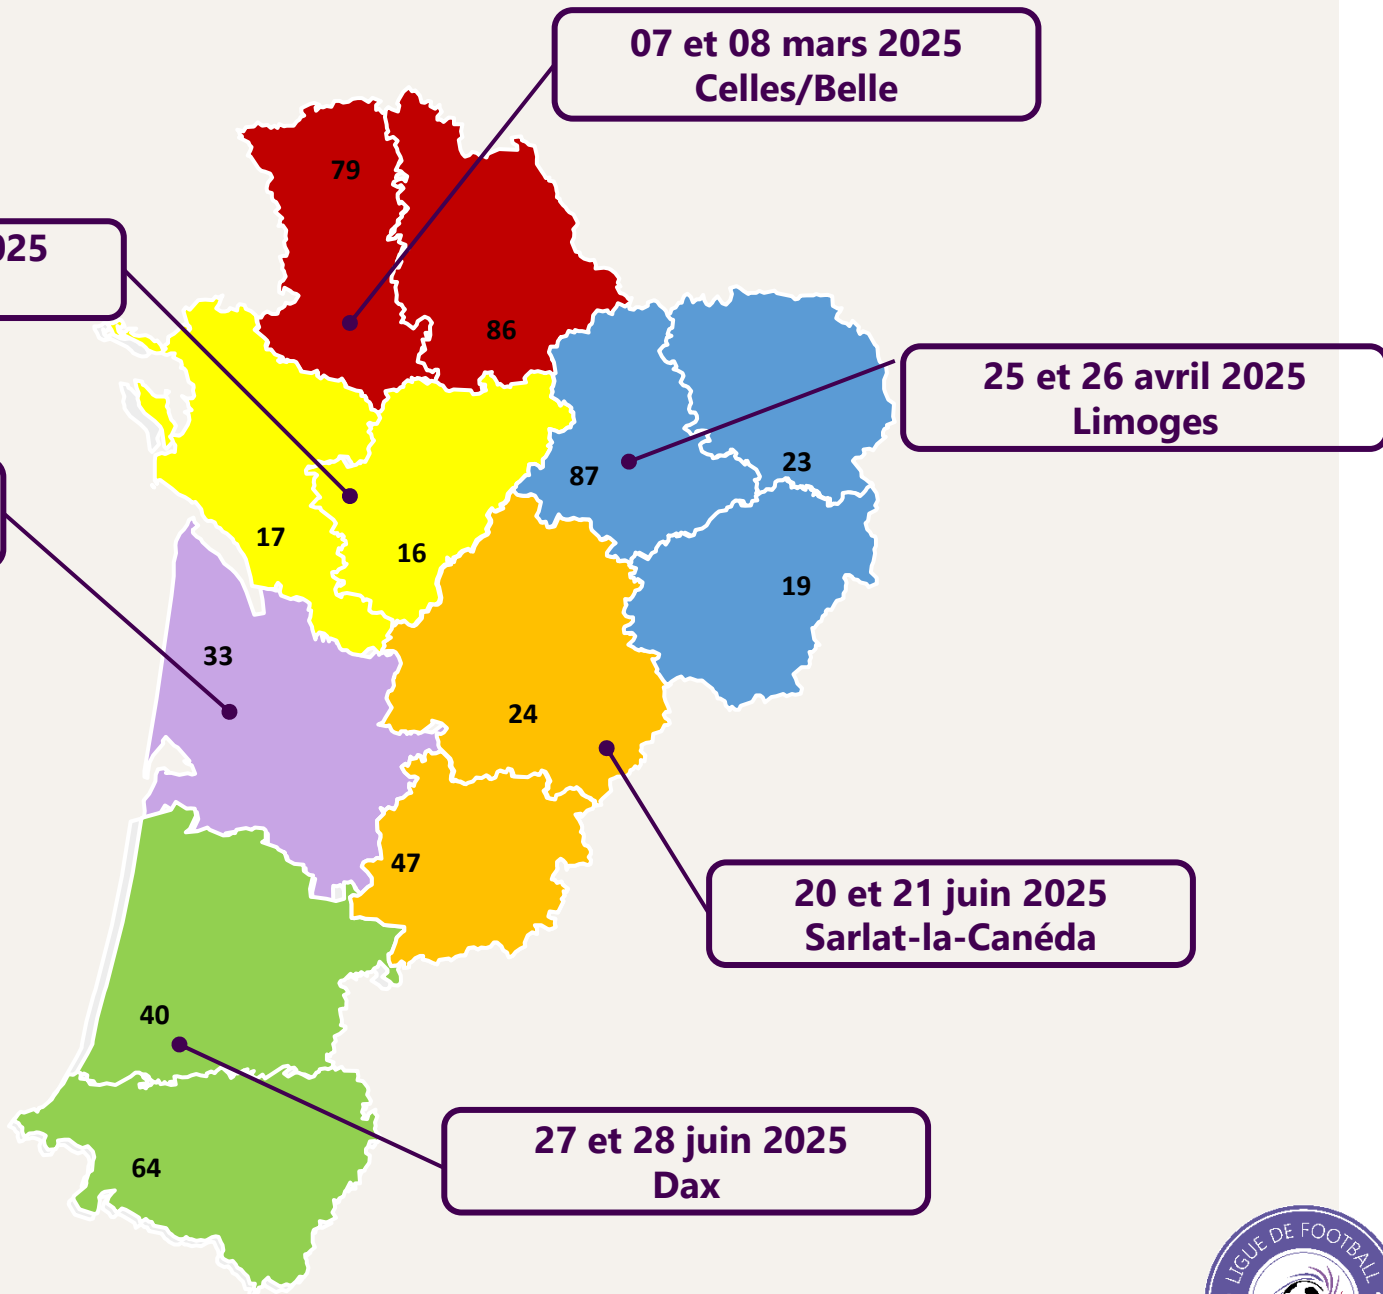 07 et 08 mars 2025
Celles/Belle
79
86
25 et 26 avril 2025
Limoges
87
23
17
16
19
33
24
47
20 et 21 juin 2025
Sarlat-la-Canéda
40
27 et 28 juin 2025
Dax
64
LIGUE DE FOOTBALL